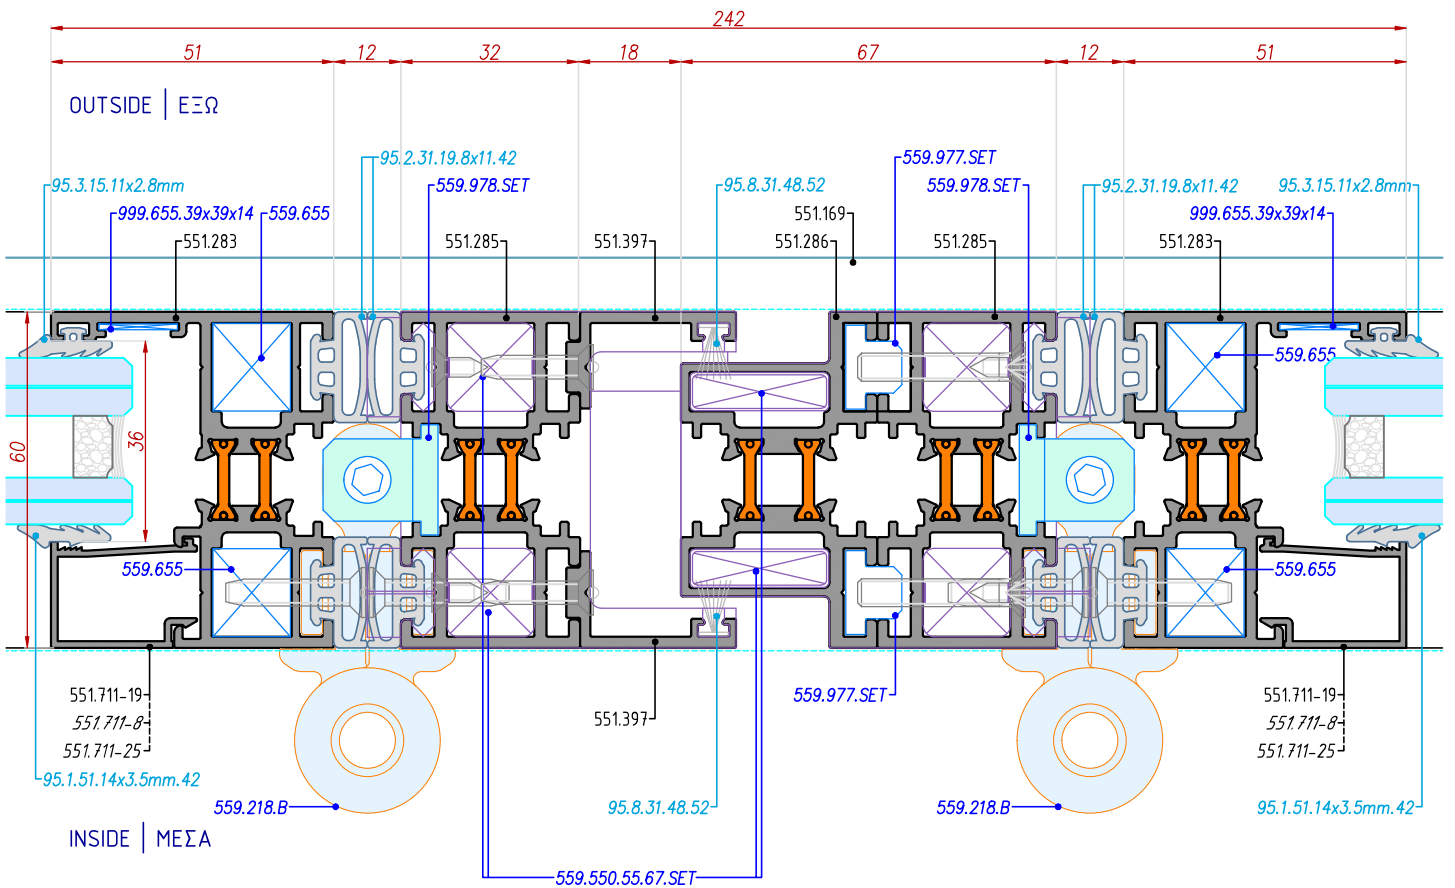 242
51 12 32 18 67 12 51
OUTSIDE | ΕΞΩ
95.2.31.19.8x11.42 559.977.SET
95.3.15.11x2.8mm 559.978.SET 95.8.31.48.52 559.978.SET 95.2.31.19.8x11.42 95.3.15.11x2.8mm
999.655.39x39x14 559.655 551.169 999.655.39x39x14
551.283 551.285 551.397 551.286 551.285 551.283
559.655
60 36
559.655 559.655
551.711-19 559.977.SET 551.711-19
551.711-8 551.397 551.711-8
551.711-25 551.711-25
95.1.51.14x3.5mm.42
559.218.B 95.8.31.48.52 559.218.B 95.1.51.14x3.5mm.42
INSIDE | ΜΕΣΑ
559.550.55.67.SET